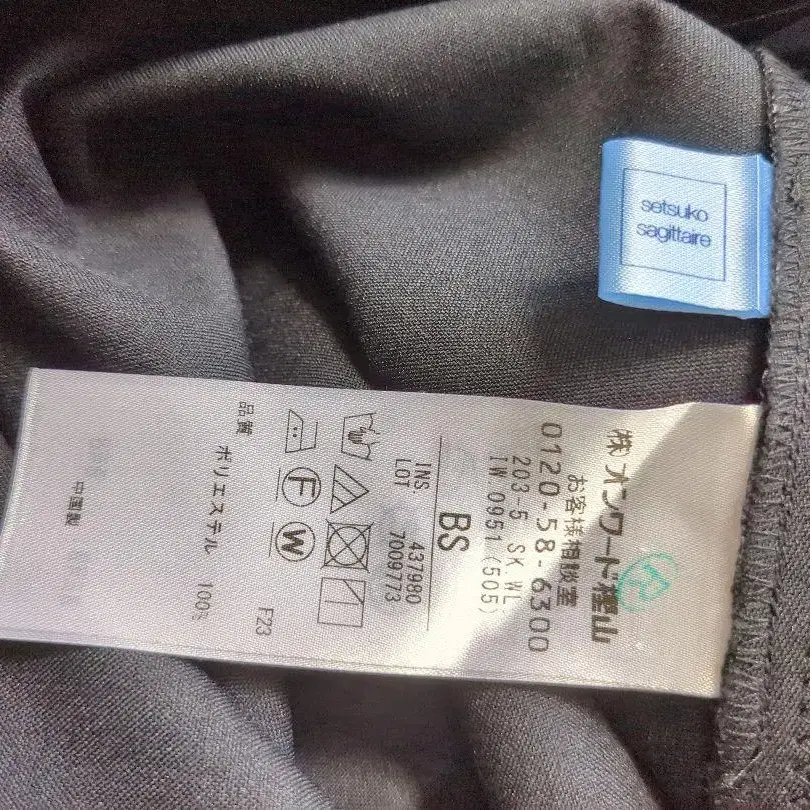 setsuko
sagittaire
(株)オンワード樫山
お客様相談室
0120-58-6300
203-5 SK.WL
IW 0951(505)
BS
INS. 437980
LOT 7009773
F W
品質
ポリエステル 100%
F23
中国製